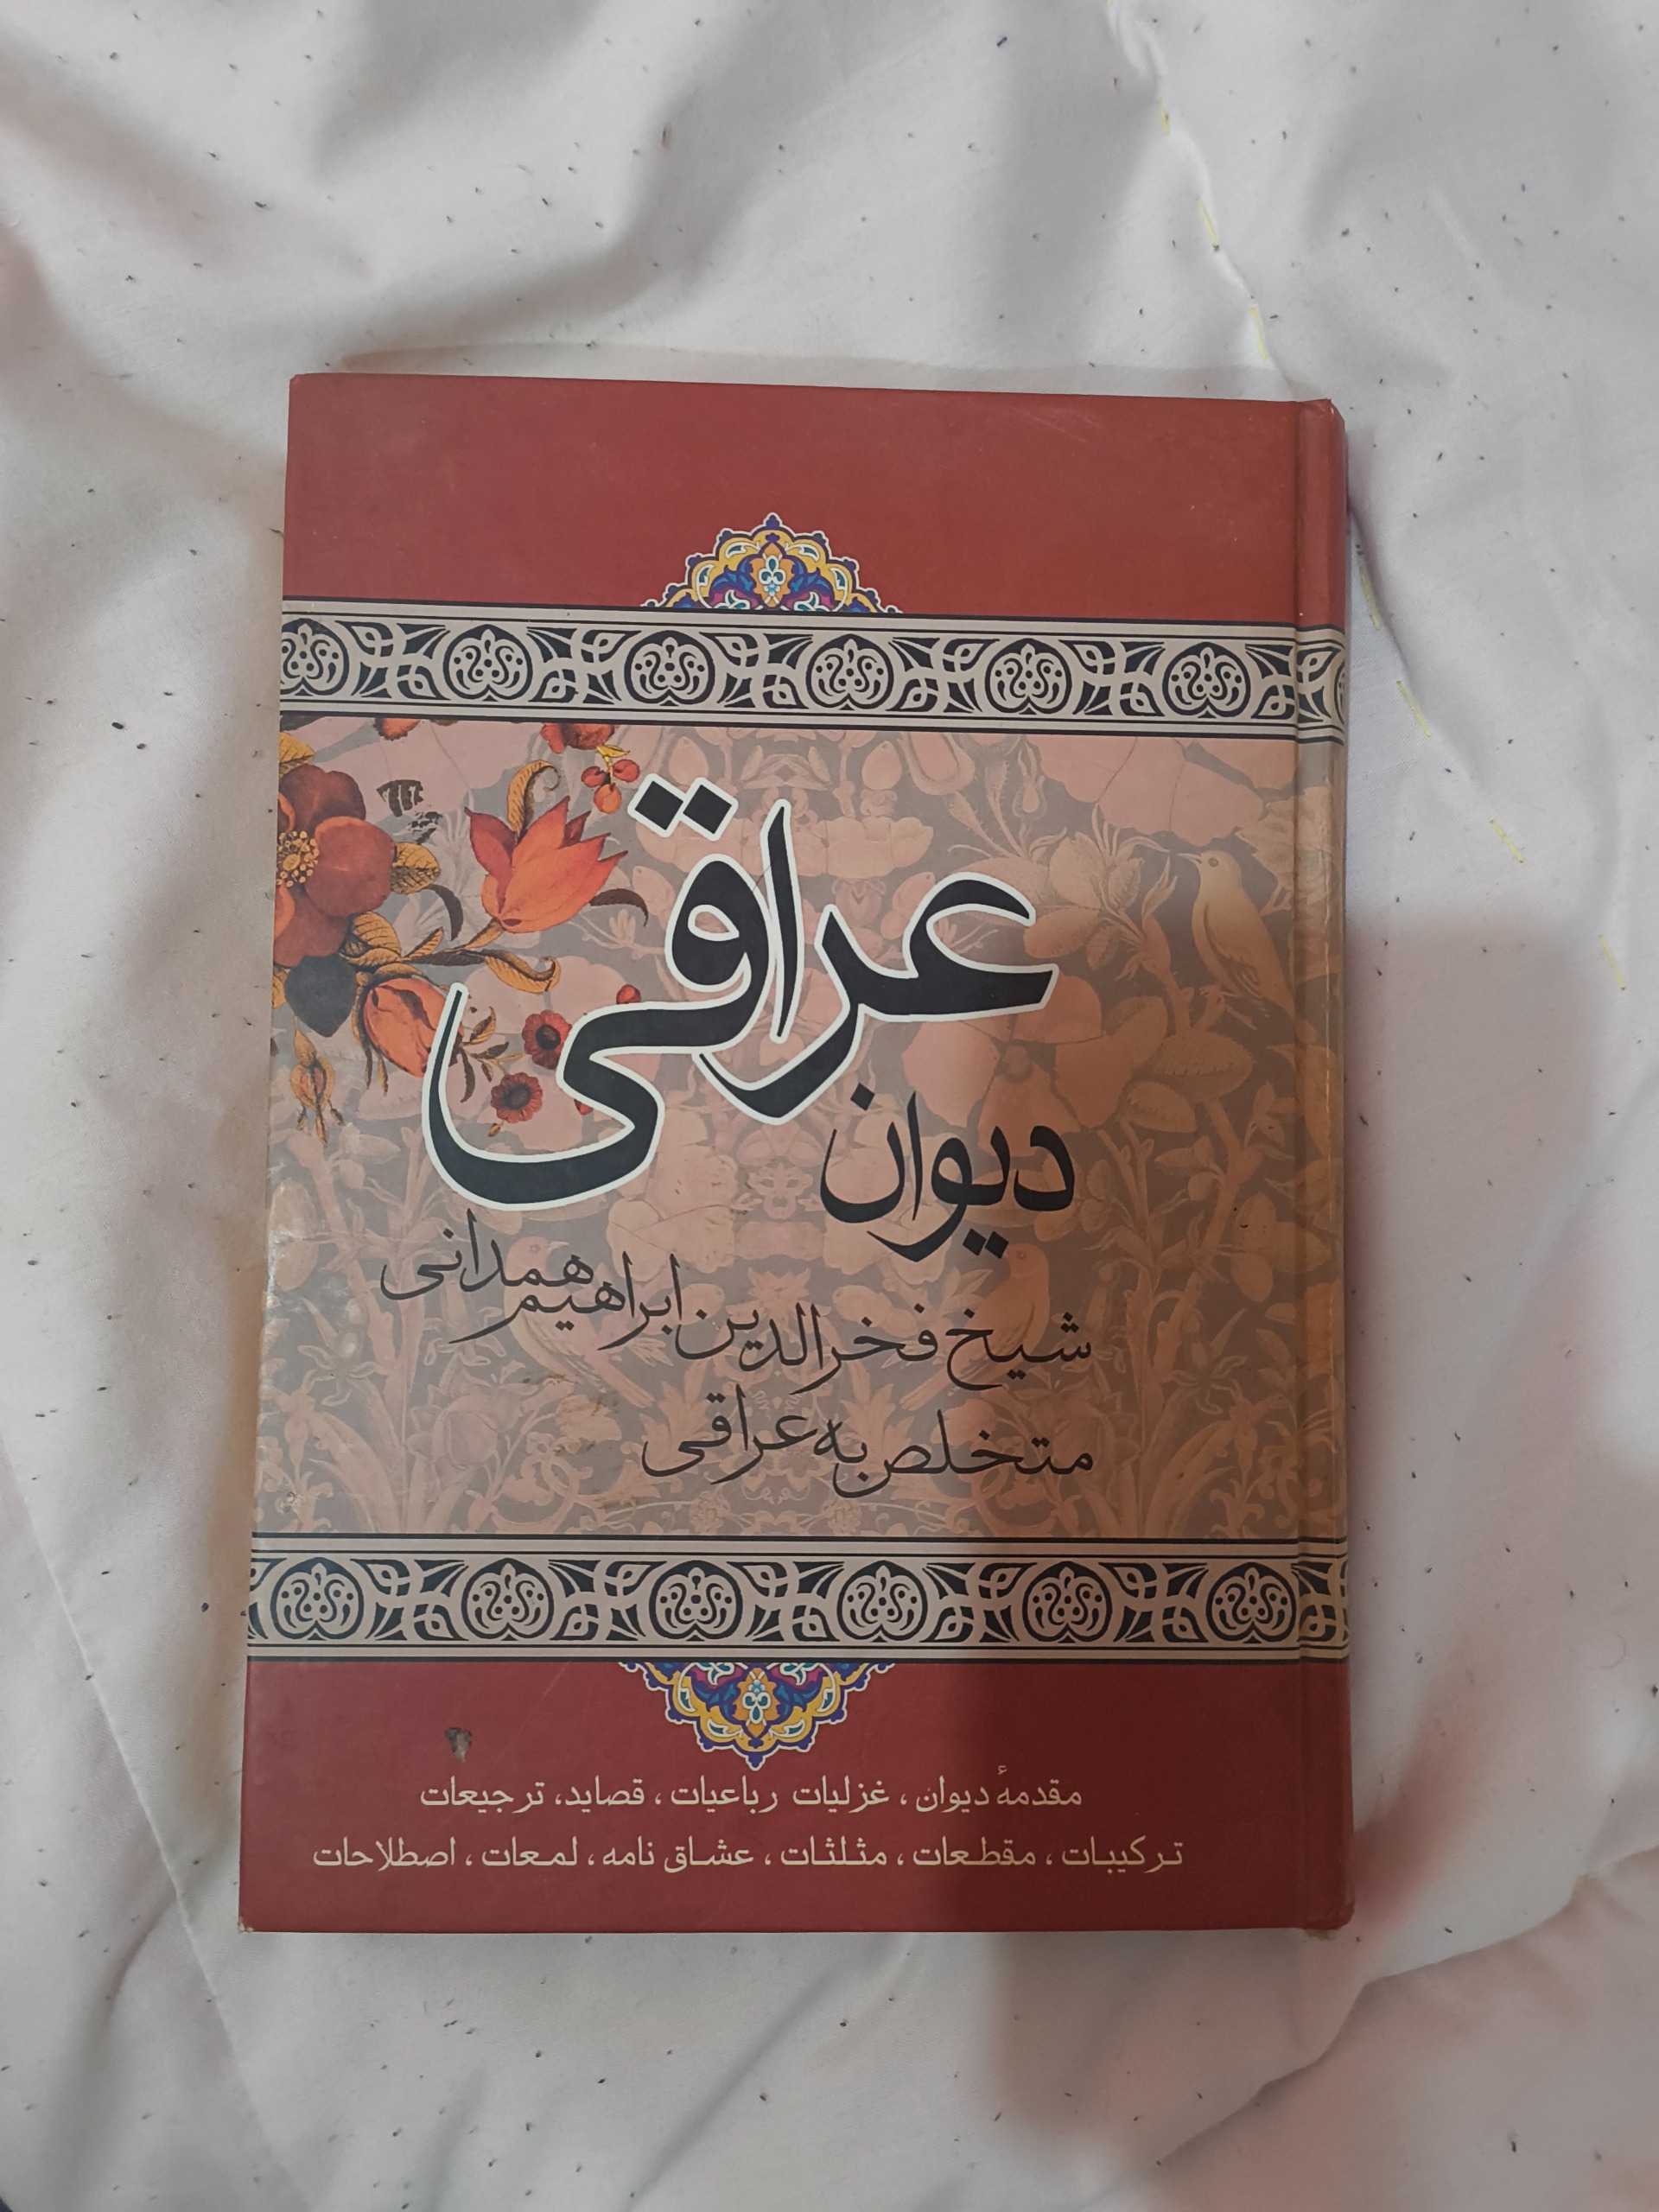 عراقی
دیوان
شیخ فخرالدین ابراهیم همدانی
متخلص به عراقی
مقدمهٔ دیوان، غزلیات رباعیات، قصاید، ترجیعات
ترکیبات، مقطعات، مثلثات، عشاق نامه، لمعات، اصطلاحات